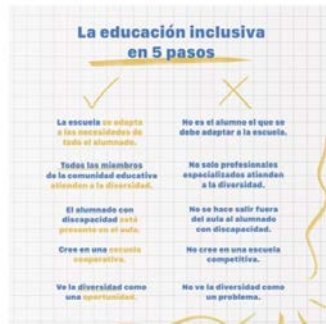 La educación inclusiva
en 5 pasos
La escuela se adapta
a las necesidades de
todo el alumnado.
No es el alumno el que se
debe adaptar a la escuela.
Todos los miembros
de la comunidad educativa
atienden a la diversidad.
No solo profesionales
especializados atienden
a la diversidad.
El alumnado con
discapacidad está
presente en el aula.
No se hace salir fuera
del aula al alumnado
con discapacidad.
Cree en una escuela
cooperativa.
No cree en una escuela
competitiva.
Ve la diversidad como
una oportunidad.
No ve la diversidad como
un problema.